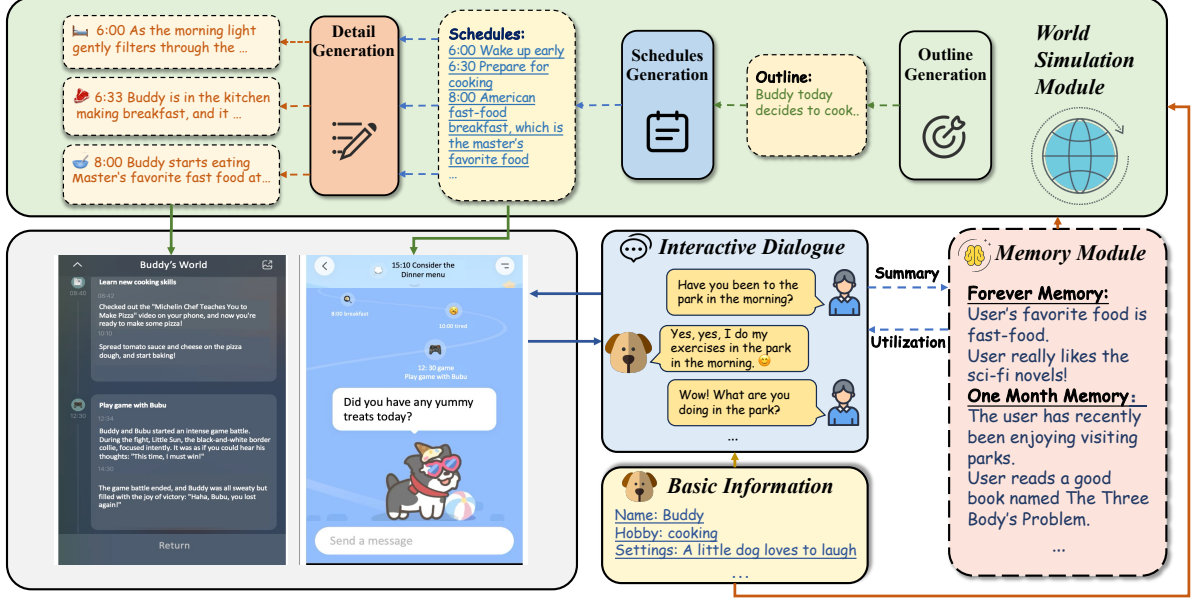 6:00 As the morning light
gently filters through the ...
6:33 Buddy is in the kitchen
making breakfast, and it ...
8:00 Buddy starts eating
Master's favorite fast food at...
Detail
Generation
Schedules:
6:00 Wake up early
6:30 Prepare for
cooking
8:00 American
fast-food
breakfast, which is
the master's
favorite food
...
Schedules
Generation
Outline:
Buddy today
decides to cook..
Outline
Generation
World
Simulation
Module
Buddy's World
Learn new cooking skills
08:40
08:42
Checked out the "Michelin Chef Teaches You to
Make Pizza" video on your phone, and now you're
ready to make some pizza!
10:10
Spread tomato sauce and cheese on the pizza
dough, and start baking!
Play game with Bubu
12:30
12:34
Buddy and Bubu started an intense game battle.
During the fight, Little Sun, the black-and-white border
collie, focused intently. It was as if you could hear his
thoughts: "This time, I must win!"
14:30
The game battle ended, and Buddy was all sweaty but
filled with the joy of victory: "Haha, Bubu, you lost
again!"
Return
15:10 Consider the
Dinner menu
8:00 breakfast
10:00 tired
12: 30 game
Play game with Bubu
Did you have any yummy
treats today?
Send a message
Interactive Dialogue
Have you been to the
park in the morning?
Yes, yes, I do my
exercises in the park
in the morning. 😊
Wow! What are you
doing in the park?
...
Summary
Utilization
Basic Information
Name: Buddy
Hobby: cooking
Settings: A little dog loves to laugh
...
Memory Module
Forever Memory:
User's favorite food is
fast-food.
User really likes the
sci-fi novels!
One Month Memory:
The user has recently
been enjoying visiting
parks.
User reads a good
book named The Three
Body's Problem.
...